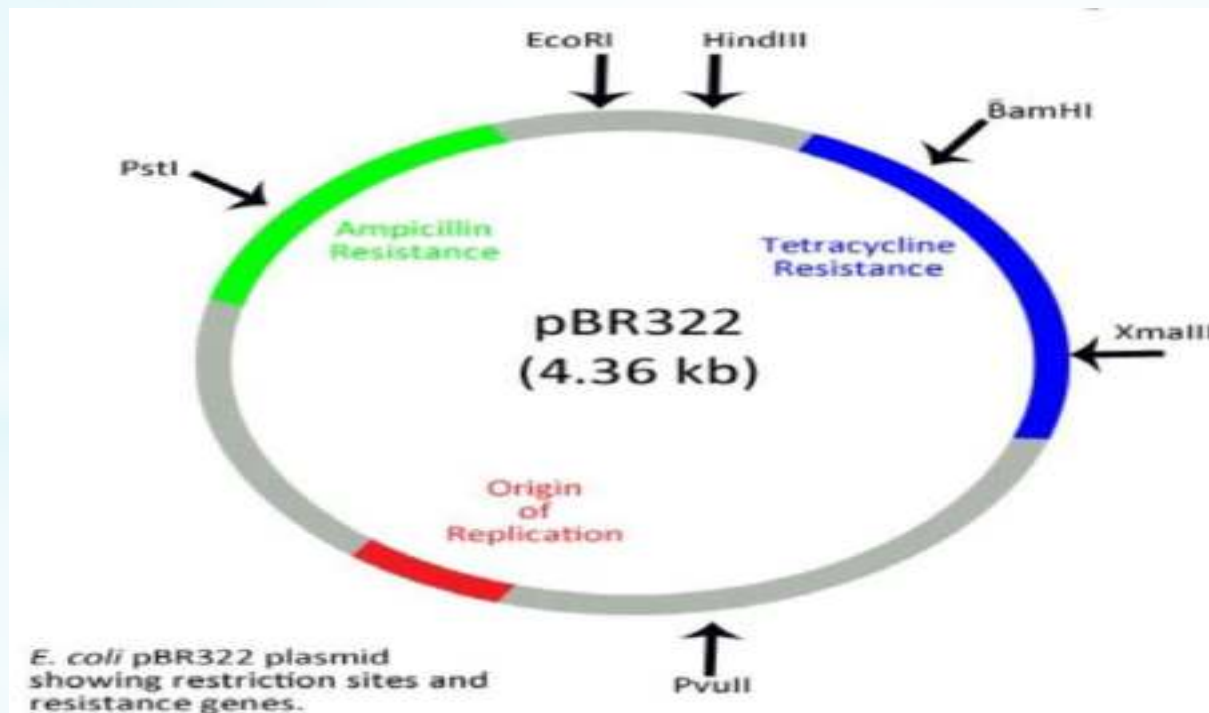 EcoRI
HindIII
BamHI
PstI
Ampicillin
Resistance
Tetracycline
Resistance
pBR322
(4.36 kb)
XmaIII
Origin
of
Replication
PvuII
E. coli pBR322 plasmid
showing restriction sites and
resistance genes.